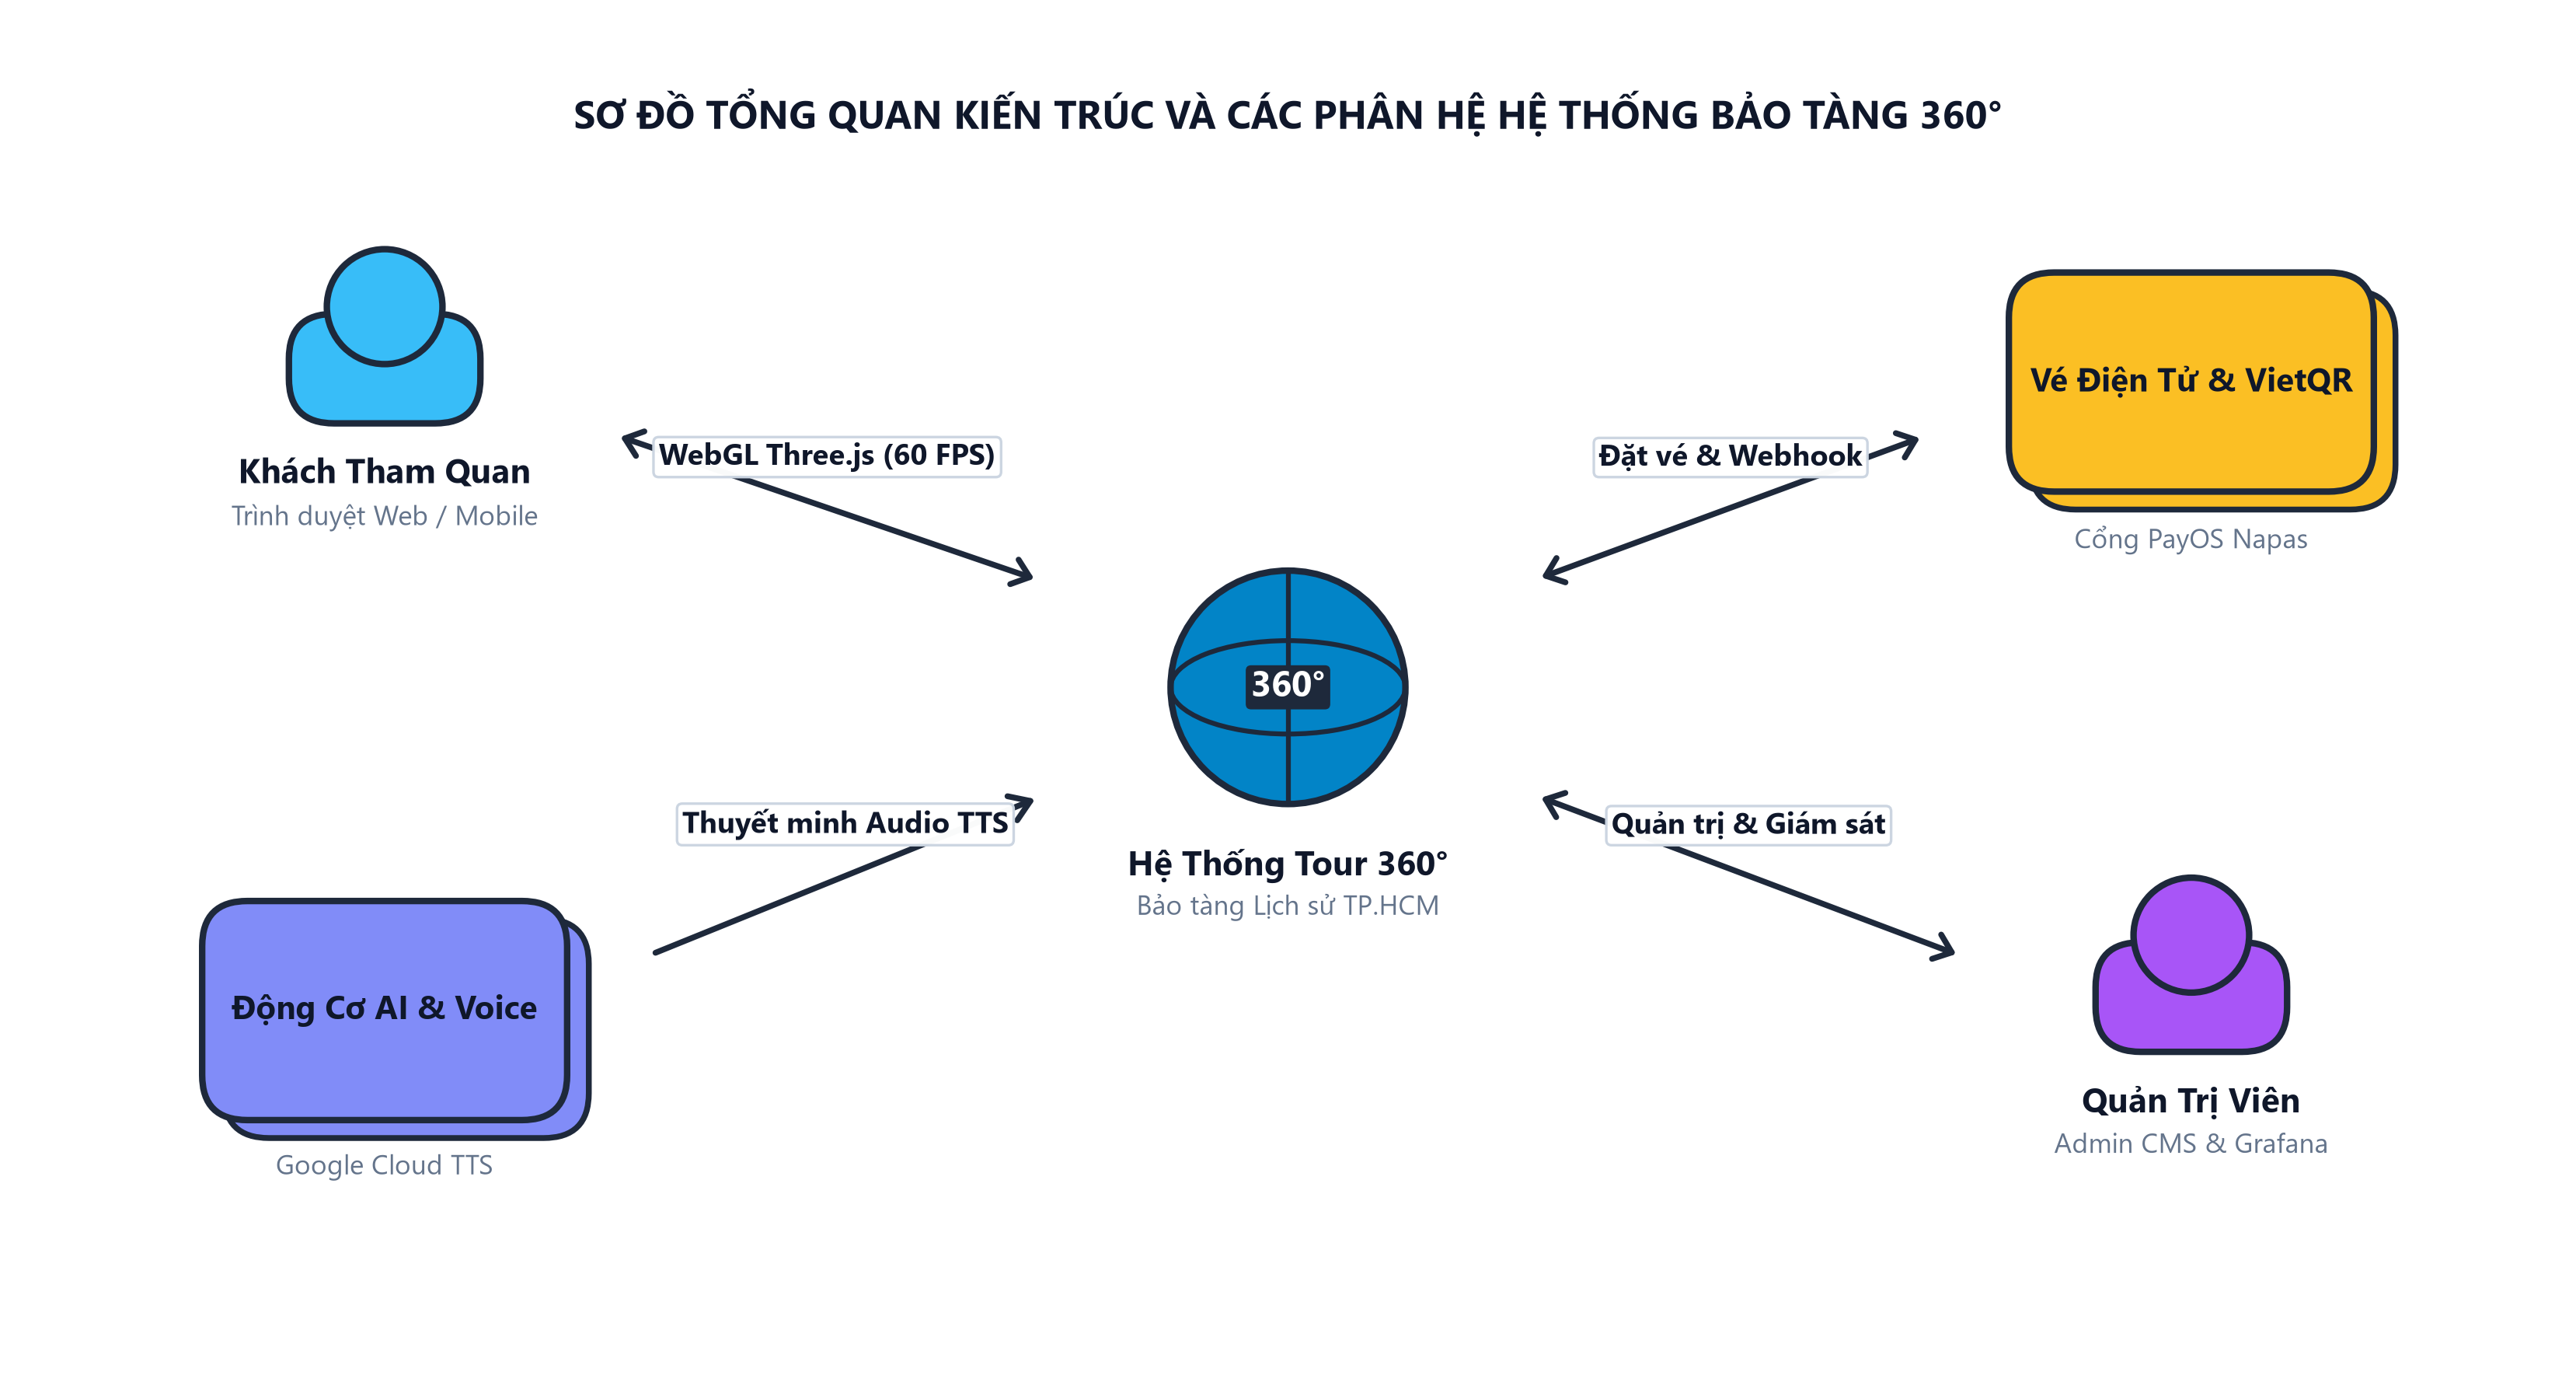 SƠ ĐỒ TỔNG QUAN KIẾN TRÚC VÀ CÁC PHÂN HỆ HỆ THỐNG BẢO TÀNG 360°
Khách Tham Quan
Trình duyệt Web / Mobile
WebGL Three.js (60 FPS)
Đặt vé & Webhook
Vé Điện Tử & VietQR
Cổng PayOS Napas
360°
Hệ Thống Tour 360°
Bảo tàng Lịch sử TP.HCM
Thuyết minh Audio TTS
Quản trị & Giám sát
Động Cơ AI & Voice
Google Cloud TTS
Quản Trị Viên
Admin CMS & Grafana